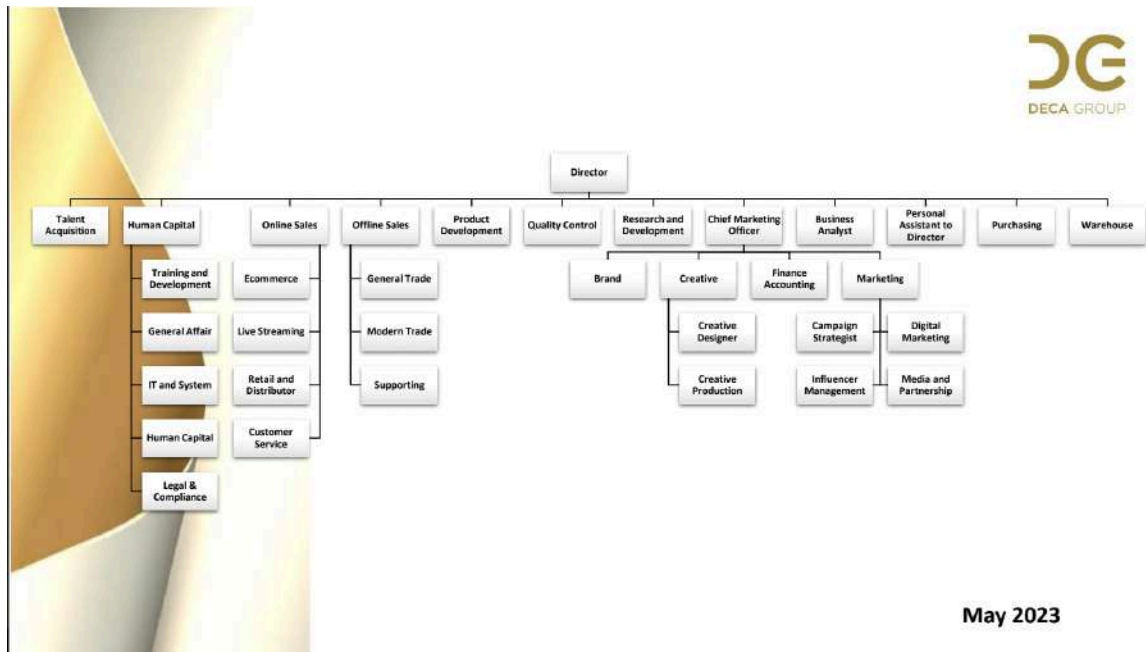 DECA GROUP
Director
Talent
Acquisition
Human Capital
Online Sales
Offline Sales
Product
Development
Quality Control
Research and
Development
Chief Marketing
Officer
Business
Analyst
Personal
Assistant to
Director
Purchasing
Warehouse
Training and
Development
General Affair
IT and System
Human Capital
Legal &
Compliance
Ecommerce
Live Streaming
Retail and
Distributor
Customer
Service
General Trade
Modern Trade
Supporting
Brand
Creative
Finance
Accounting
Marketing
Creative
Designer
Creative
Production
Campaign
Strategist
Influencer
Management
Digital
Marketing
Media and
Partnership
May 2023